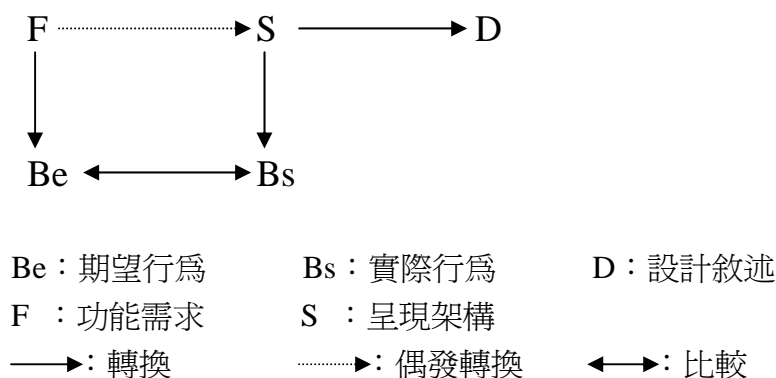 F S D
Be Bs
Be：期望行為 Bs：實際行為 D：設計敘述
F ：功能需求 S ：呈現架構
：轉換 ：偶發轉換 ：比較